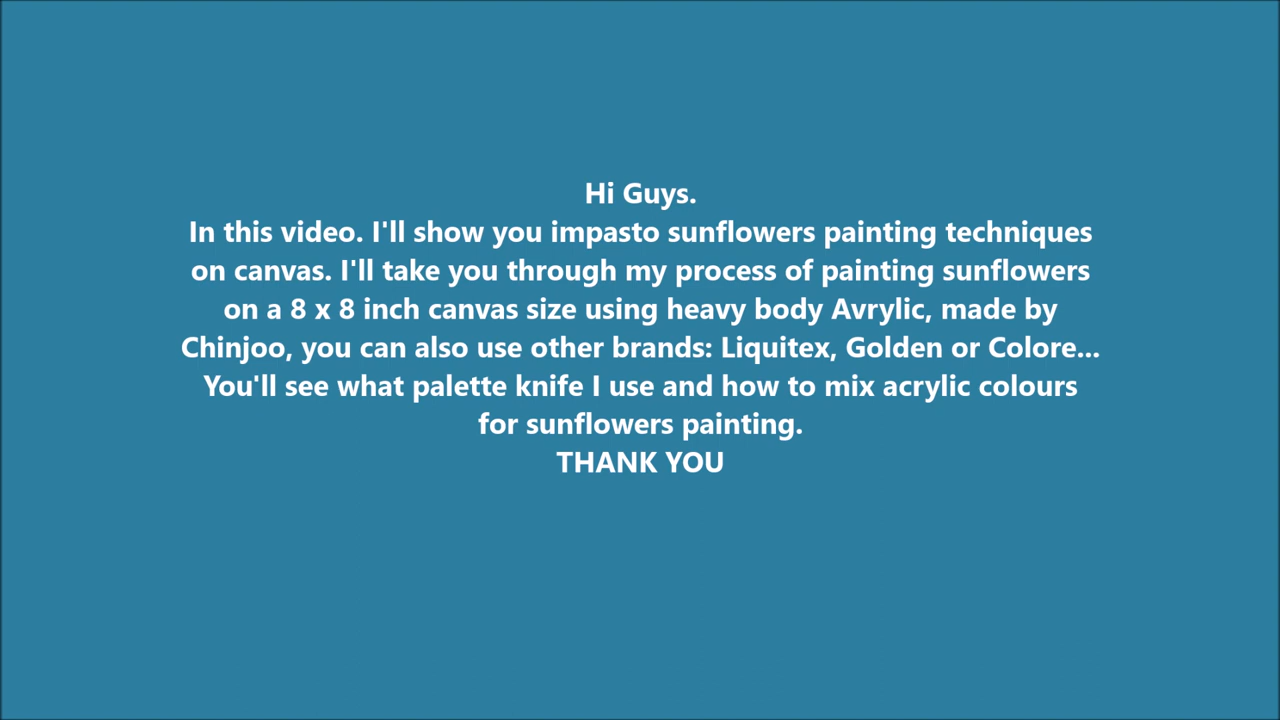 Hi Guys.
In this video. I'll show you impasto sunflowers painting techniques
on canvas. I'll take you through my process of painting sunflowers
on a 8 x 8 inch canvas size using heavy body Avrylic, made by
Chinjoo, you can also use other brands: Liquitex, Golden or Colore...
You'll see what palette knife I use and how to mix acrylic colours
for sunflowers painting.
THANK YOU